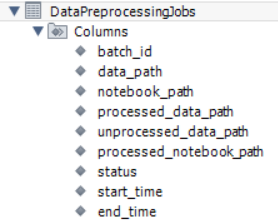 DataPreprocessingJobs
Columns
batch_id
data_path
notebook_path
processed_data_path
unprocessed_data_path
processed_notebook_path
status
start_time
end_time